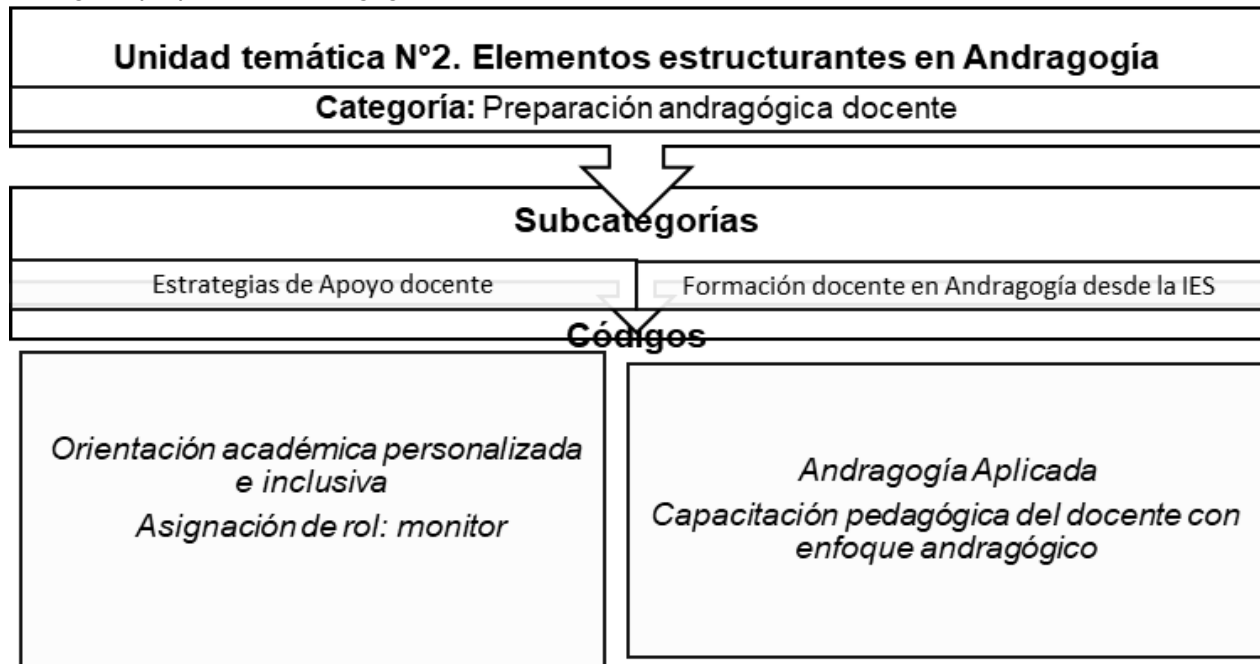 Unidad temática N°2. Elementos estructurantes en Andragogía
Categoría: Preparación andragógica docente
Subcategorías
Estrategias de Apoyo docente
Formación docente en Andragogía desde la IES
Códigos
Orientación académica personalizada
e inclusiva
Asignación de rol: monitor
Andragogía Aplicada
Capacitación pedagógica del docente con
enfoque andragógico